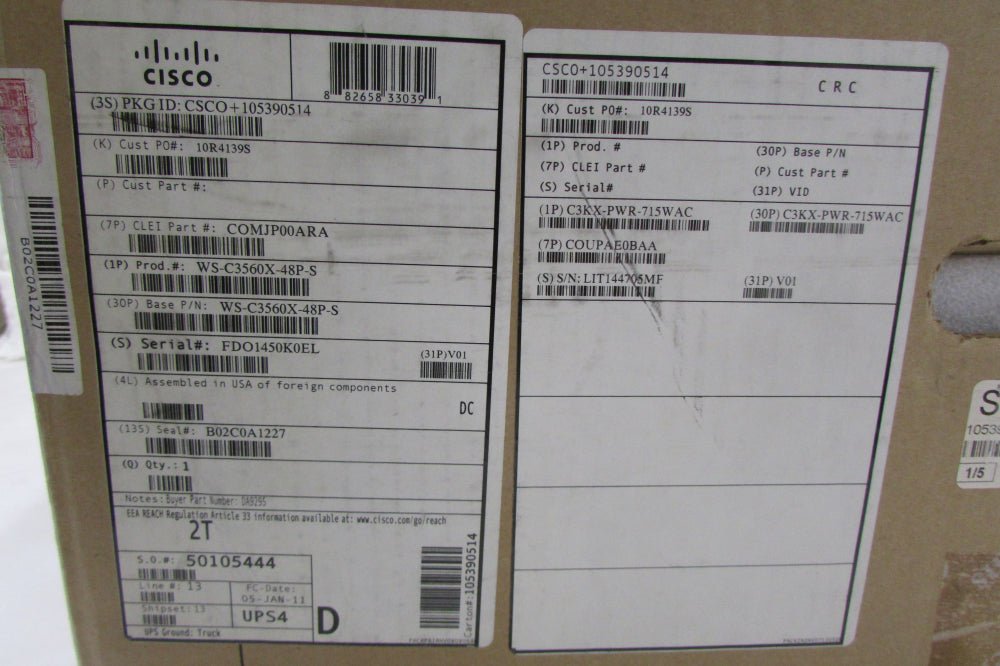 CISCO
8 82658 33039 1
(3S) PKG ID: CSCO+105390514
(K) Cust PO#: 10R4139S
(P) Cust Part #:
(7P) CLEI Part #: COMJP00ARA
(1P) Prod.#: WS-C3560X-48P-S
(30P) Base P/N: WS-C3560X-48P-S
(S) Serial#: FDO1450K0EL
(31P)V01
(4L) Assembled in USA of foreign components
DC
(13S) Seal#: B02C0A1227
(Q) Qty.: 1
Notes: Buyer Part Number: DA9295
EEA REACH Regulation Article 33 information available at: www.cisco.com/go/reach
2T
S.O.#: 50105444
Line #: 13
FC-Date:
05-JAN-11
Shipset: 13
UPS4
D
UPS Ground: Truck
Carton#:105390514
CSCO+105390514
CRC
(K) Cust PO#: 10R4139S
(1P) Prod. #
(30P) Base P/N
(7P) CLEI Part #
(P) Cust Part #
(S) Serial#
(31P) VID
(1P) C3KX-PWR-715WAC
(30P) C3KX-PWR-715WAC
(7P) COUPAE0BAA
(S) S/N: LIT144705MF
(31P) V01
B02C0A1227
S
1/5